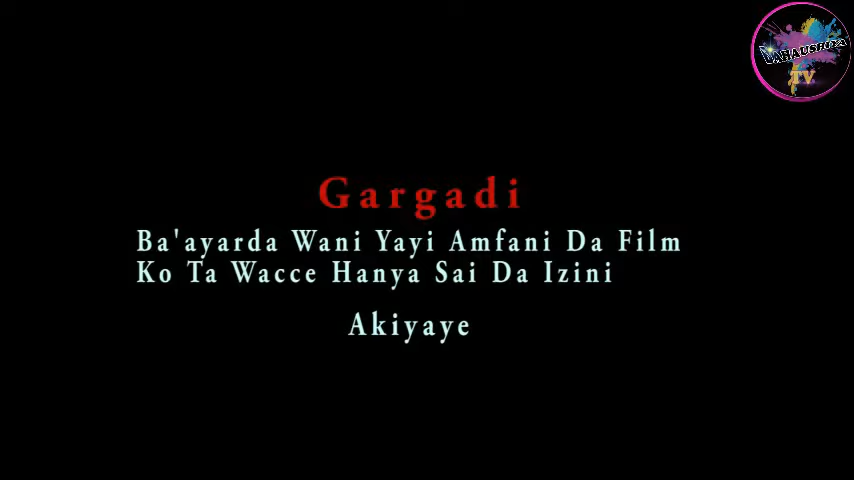 Gargadi
Ba'ayarda Wani Yayi Amfani Da Film
Ko Ta Wacce Hanya Sai Da Izini
Akiyaye
TV